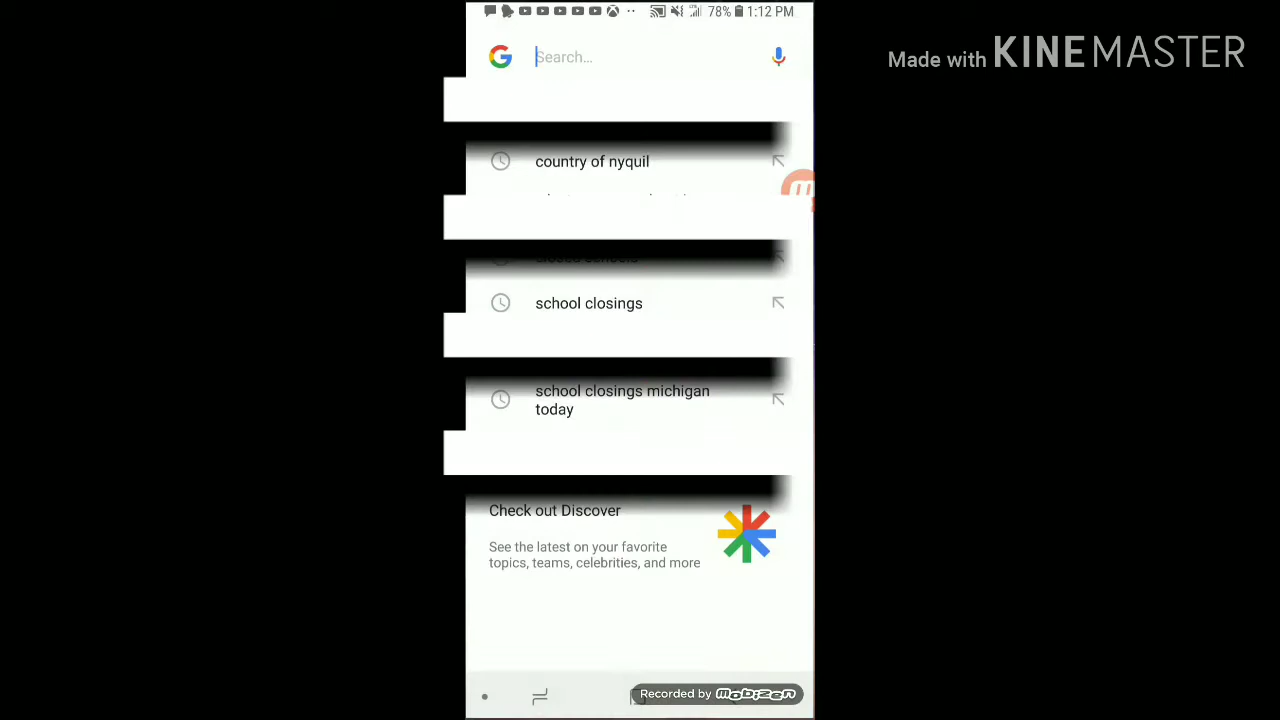 78% 1:12 PM
Made with KINEMASTER
Search...
country of nyquil
school closings
school closings michigan
today
Check out Discover
See the latest on your favorite
topics, teams, celebrities, and more
Recorded by mobizen